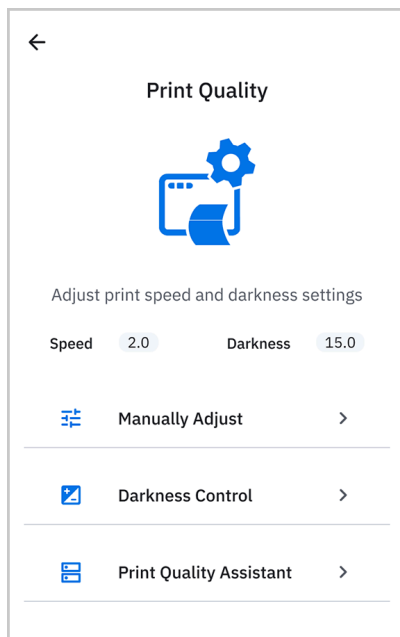 Print Quality
Adjust print speed and darkness settings
Speed 2.0 Darkness 15.0
Manually Adjust
Darkness Control
Print Quality Assistant